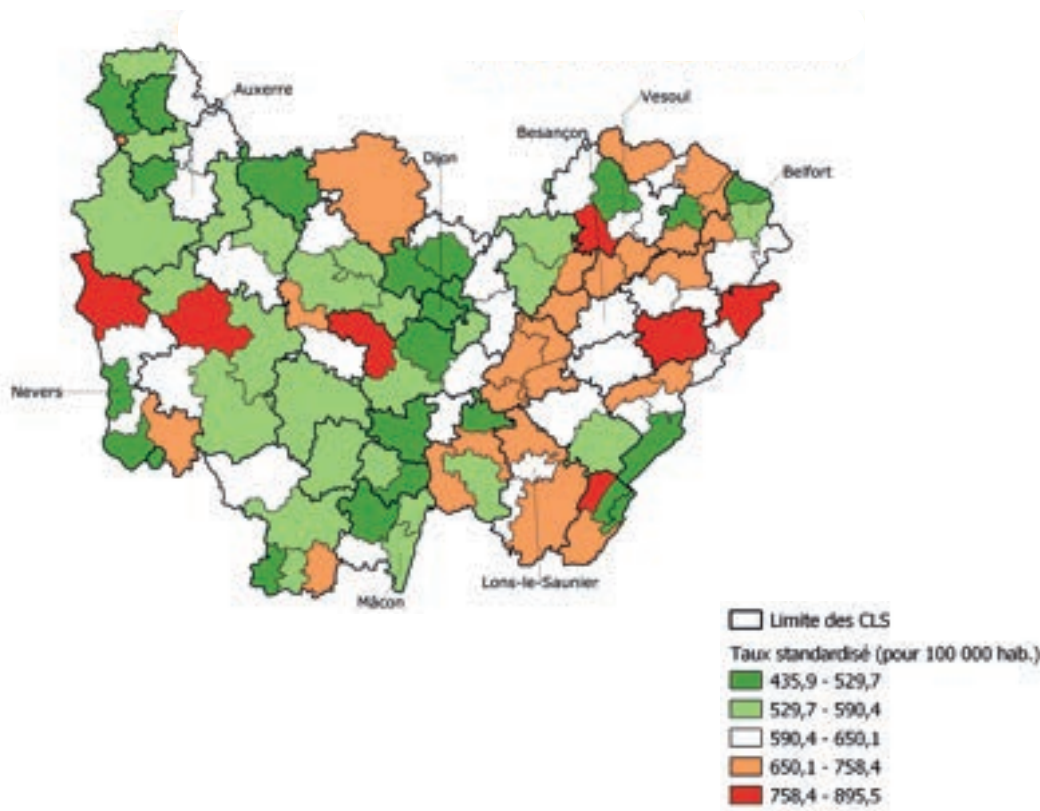 Auxerre
Vesoul
Besançon
Dijon
Belfort
Nevers
Lons-le-Saunier
Mâcon
Limite des CLS
Taux standardisé (pour 100 000 hab.)
435,9 - 529,7
529,7 - 590,4
590,4 - 650,1
650,1 - 758,4
758,4 - 895,5